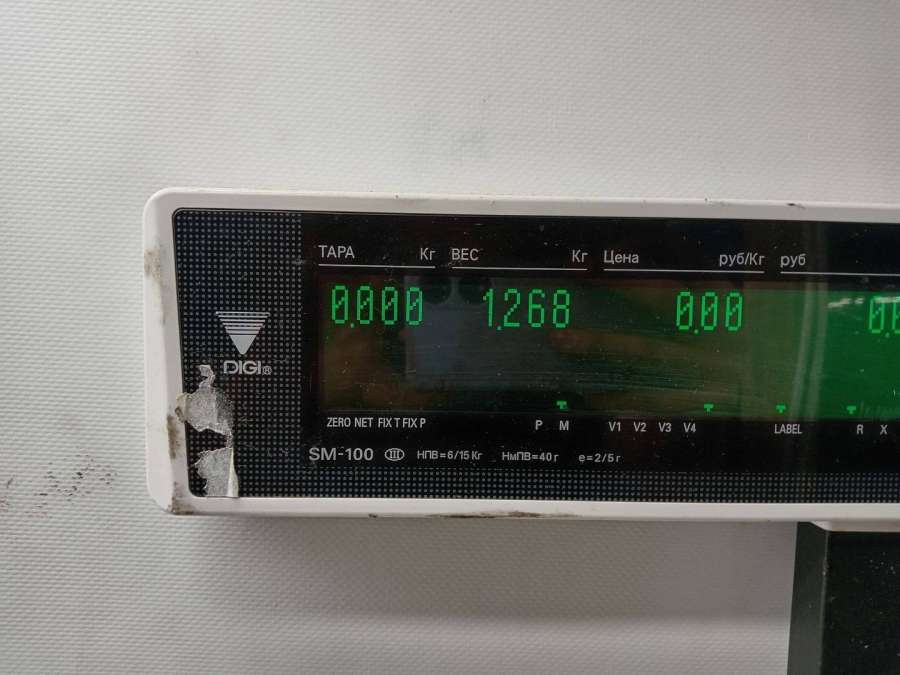 ТАРА Кг ВЕС Кг Цена руб/Кг руб
0.000 1.268 0.00
DIGI®
ZERO NET FIX T FIX P P M V1 V2 V3 V4 LABEL R X
SM-100 III НПВ=6/15 Кг НмПВ=40 г e=2/5 г